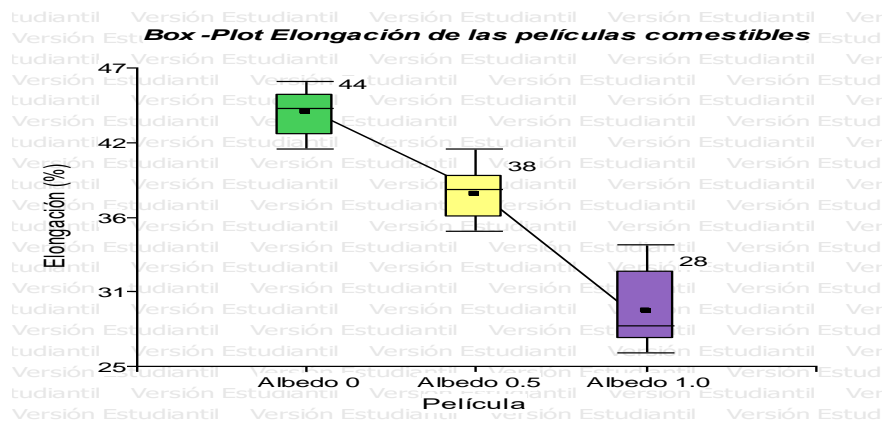 Box -Plot Elongación de las películas comestibles
47
42
36
31
25
Elongación (%)
44
38
28
Albedo 0 Albedo 0.5 Albedo 1.0
Película
Versión Estudiantil